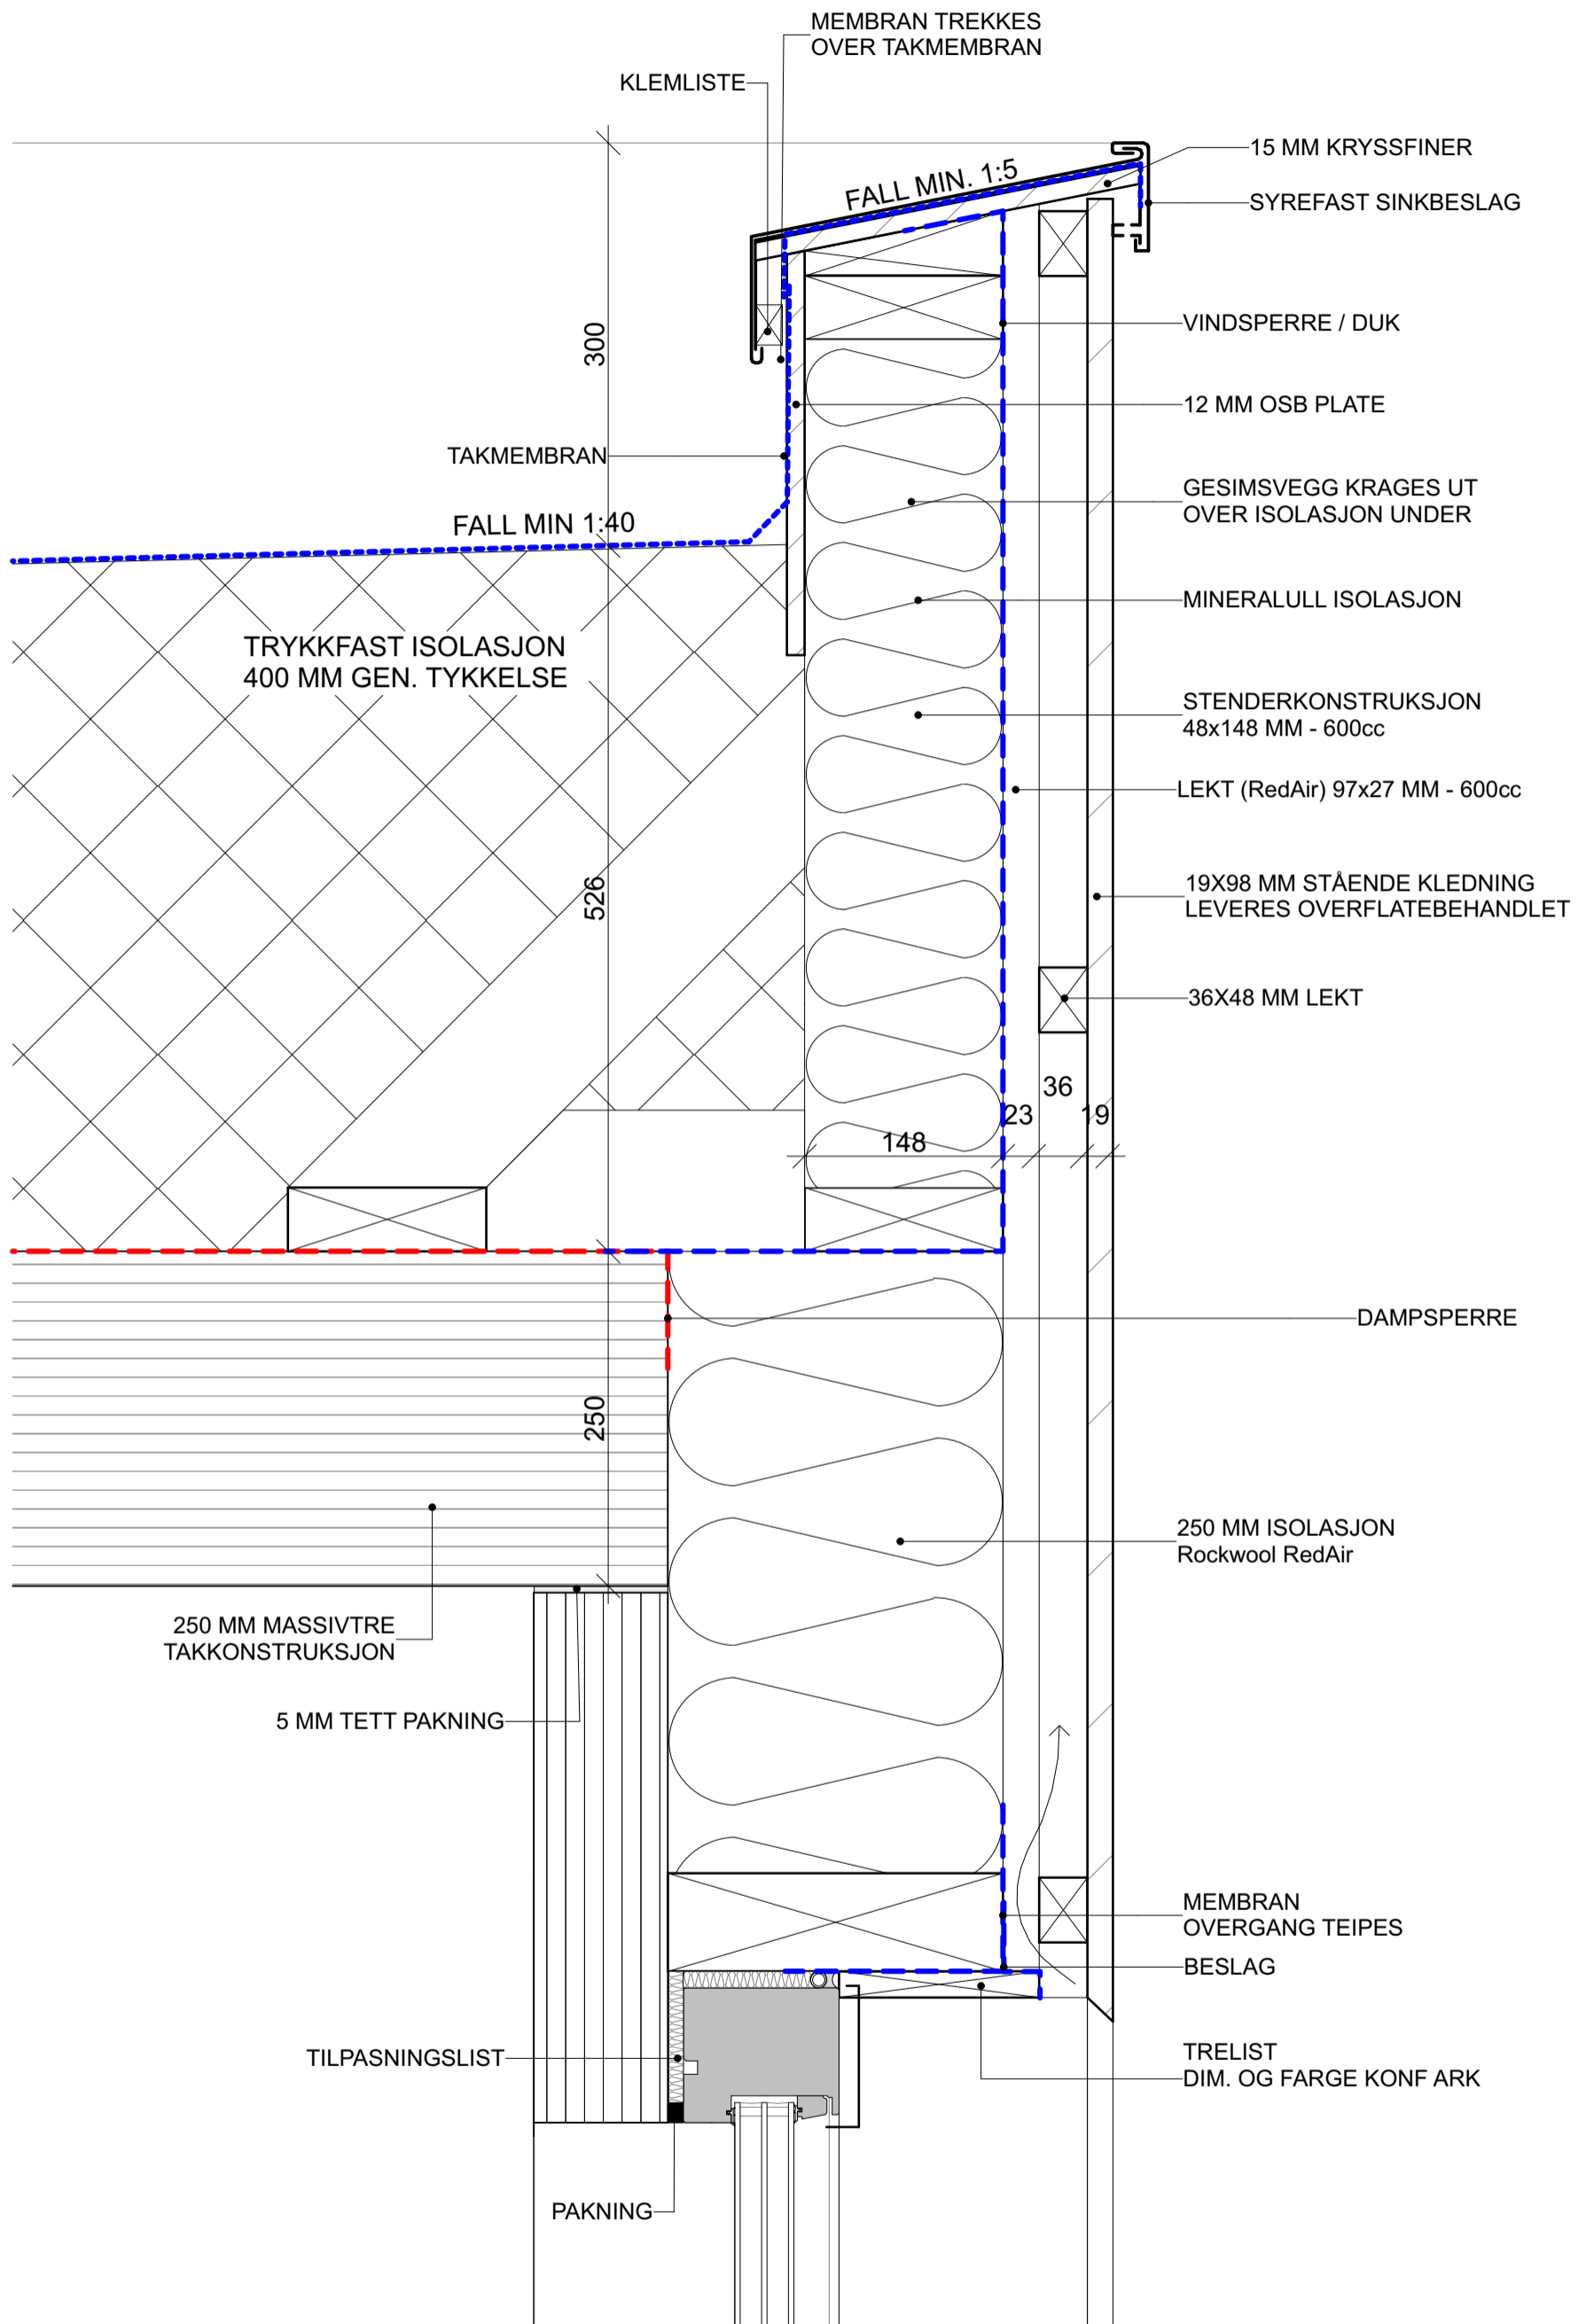 MEMBRAN TREKKES
OVER TAKMEMBRAN
KLEMLISTE
15 MM KRYSSFINER
FALL MIN. 1:5
SYREFAST SINKBESLAG
300
VINDSPERRE / DUK
12 MM OSB PLATE
TAKMEMBRAN
GESIMSVEGG KRAGES UT
OVER ISOLASJON UNDER
FALL MIN 1:40
MINERALULL ISOLASJON
TRYKKFAST ISOLASJON
400 MM GEN. TYKKELSE
STENDERKONSTRUKSJON
48x148 MM - 600cc
LEKT (RedAir) 97x27 MM - 600cc
526
19X98 MM STÅENDE KLEDNING
LEVERES OVERFLATEBEHANDLET
36X48 MM LEKT
36
23
19
148
DAMPSPERRE
250
250 MM ISOLASJON
Rockwool RedAir
250 MM MASSIVTRE
TAKKONSTRUKSJON
5 MM TETT PAKNING
MEMBRAN
OVERGANG TEIPES
BESLAG
TILPASNINGSLIST
TRELIST
DIM. OG FARGE KONF ARK
PAKNING